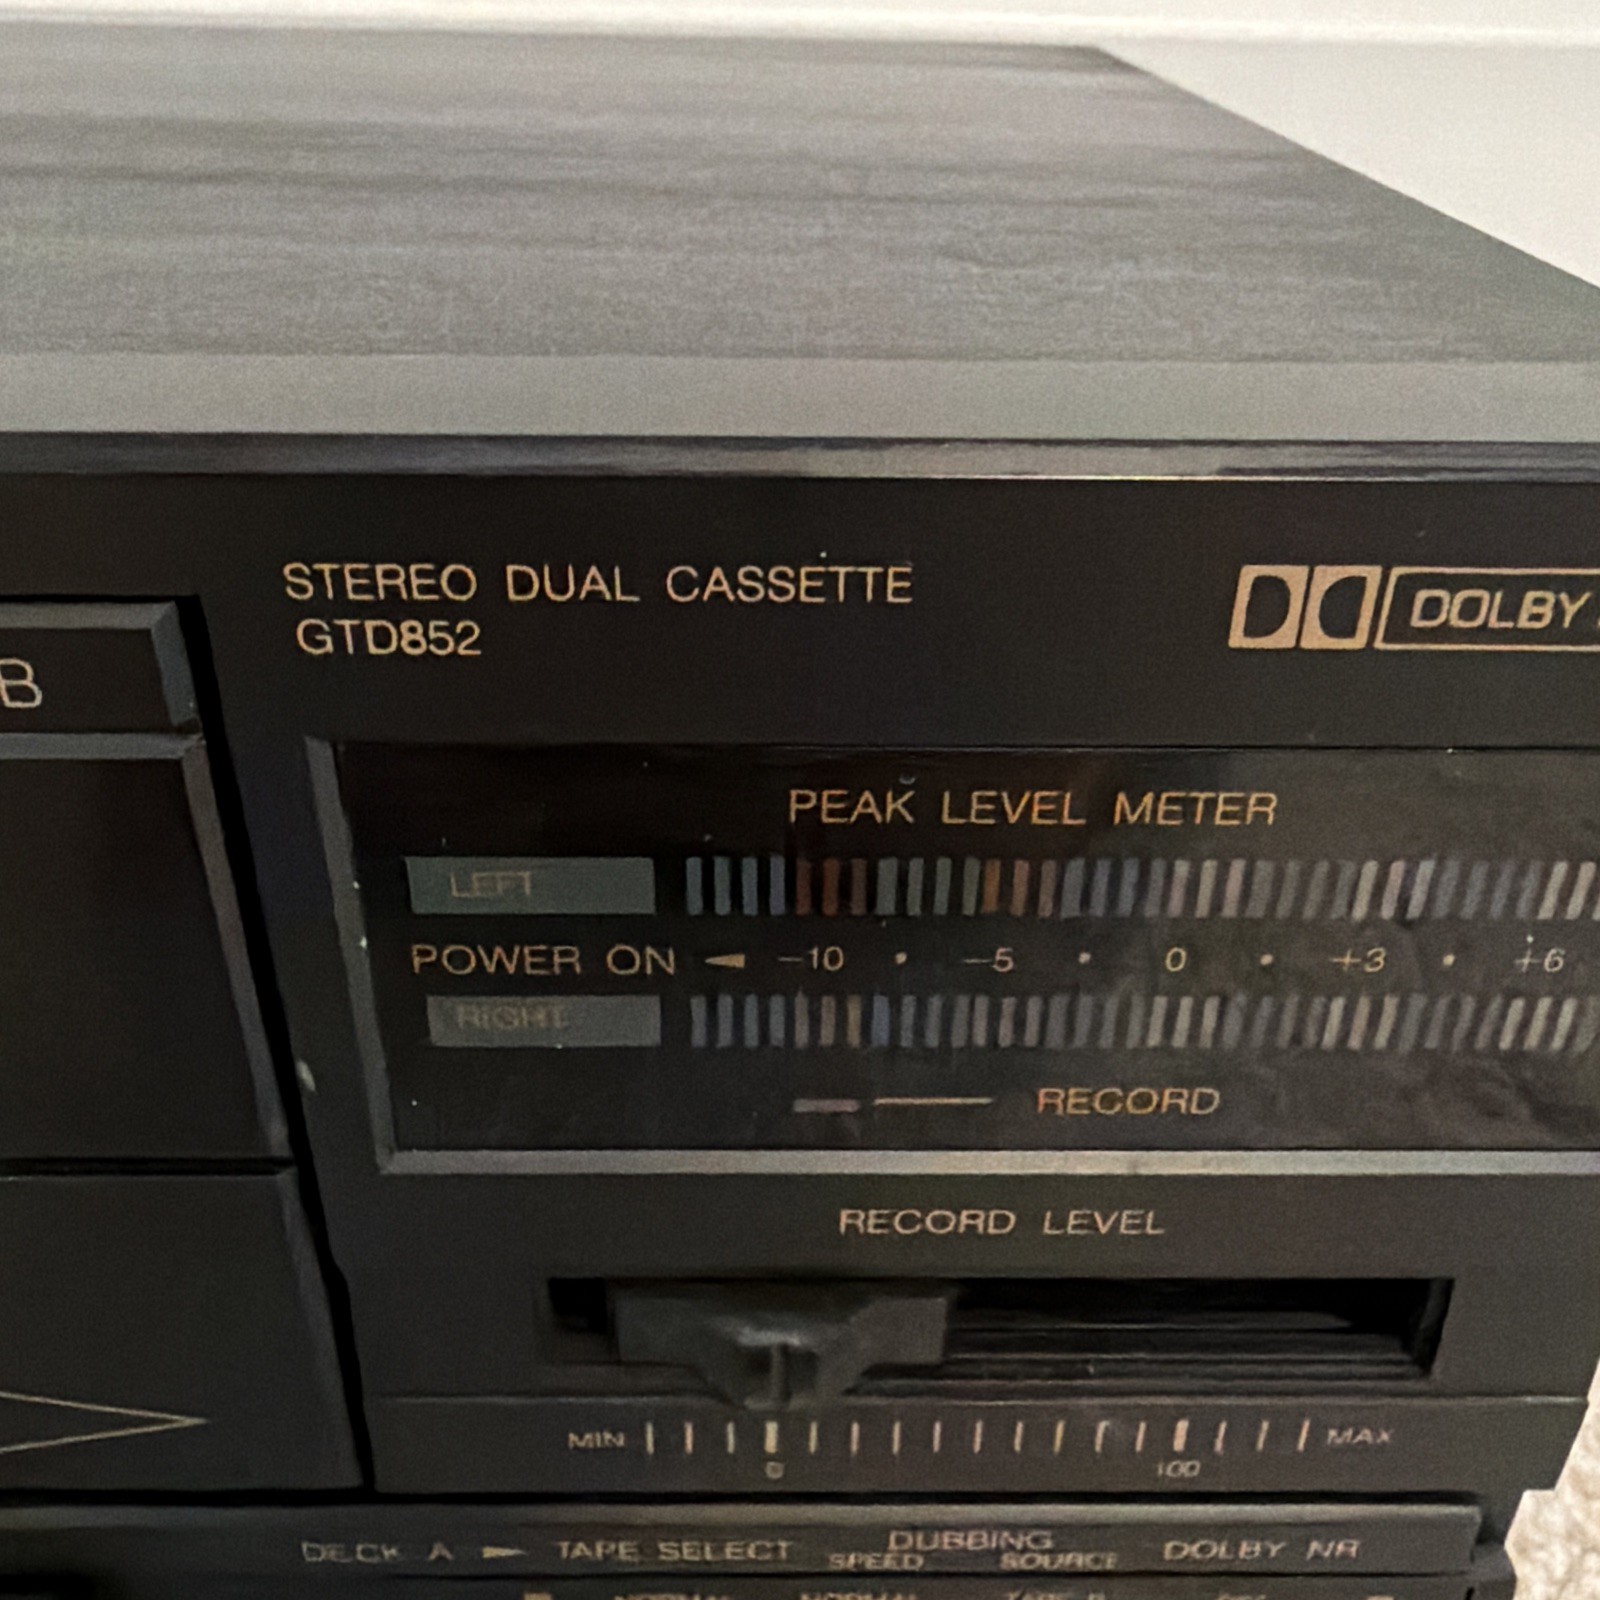 STEREO DUAL CASSETTE
GTD852
DOLBY
B
PEAK LEVEL METER
LEFT
POWER ON ◄ −10 • −5 • 0 • +3 • +6
RIGHT
RECORD
RECORD LEVEL
MIN MAX
0 100
DECK A TAPE SELECT DUBBING DOLBY NR
SPEED SOURCE